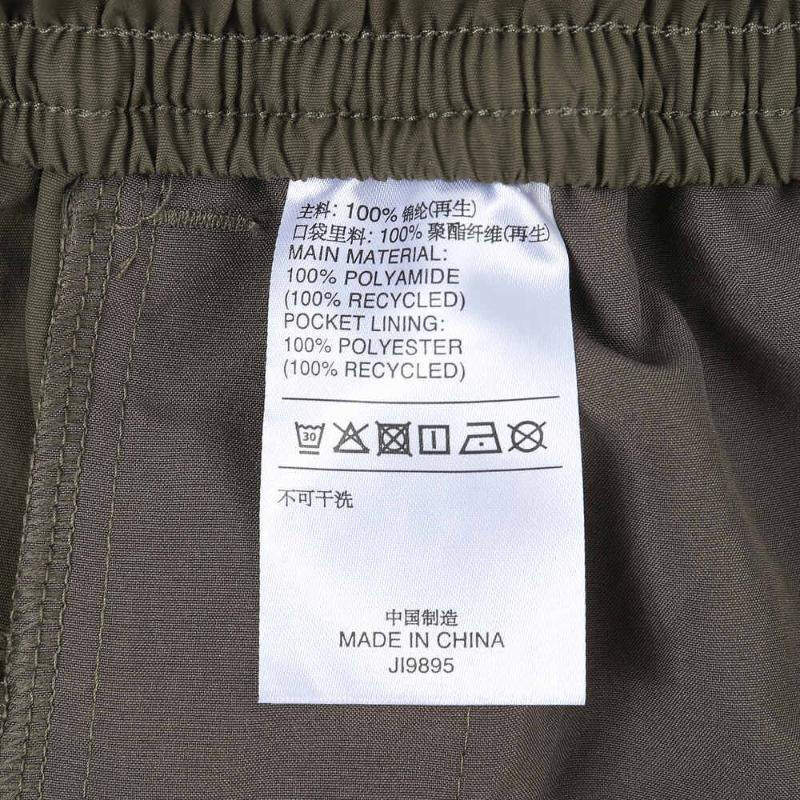 主料: 100% 锦纶(再生)
口袋里料: 100% 聚酯纤维(再生)
MAIN MATERIAL:
100% POLYAMIDE
(100% RECYCLED)
POCKET LINING:
100% POLYESTER
(100% RECYCLED)
30
不可干洗
中国制造
MADE IN CHINA
JI9895